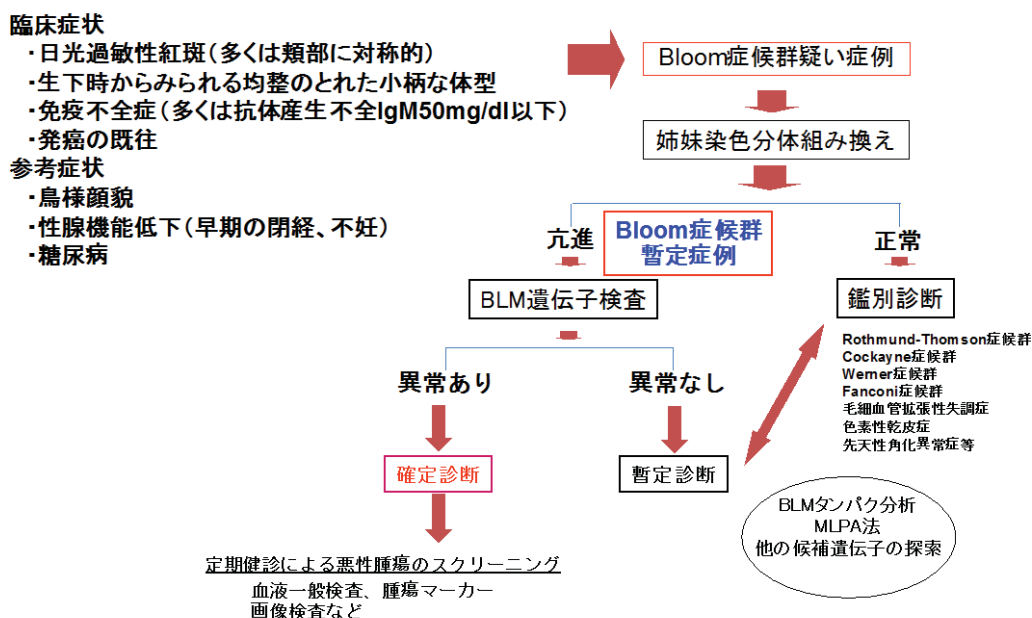 臨床症状
・日光過敏性紅斑（多くは頬部に対称的）
・生下時からみられる均整のとれた小柄な体型
・免疫不全症（多くは抗体産生不全IgM50mg/dl以下）
・発癌の既往
参考症状
・鳥様顔貌
・性腺機能低下（早期の閉経、不妊）
・糖尿病
Bloom症候群疑い症例
姉妹染色分体組み換え
亢進
Bloom症候群
暫定症例
正常
BLM遺伝子検査
鑑別診断
Rothmund-Thomson症候群
Cockayne症候群
Werner症候群
Fanconi症候群
毛細血管拡張性失調症
色素性乾皮症
先天性角化異常症等
異常あり
異常なし
確定診断
暫定診断
BLMタンパク分析
MLPA法
他の候補遺伝子の探索
定期健診による悪性腫瘍のスクリーニング
血液一般検査、腫瘍マーカー
画像検査など